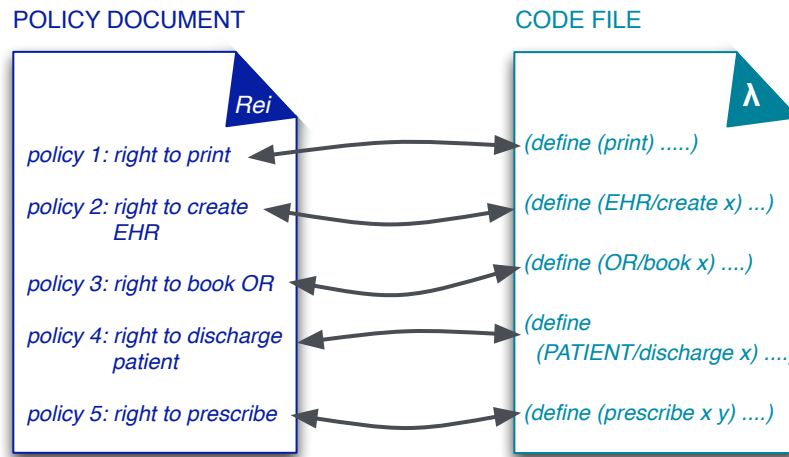 POLICY DOCUMENT
Rei
policy 1: right to print
policy 2: right to create
EHR
policy 3: right to book OR
policy 4: right to discharge
patient
policy 5: right to prescribe
CODE FILE
λ
(define (print) .....)
(define (EHR/create x) ...)
(define (OR/book x) ....)
(define
(PATIENT/discharge x) ....)
(define (prescribe x y) ....)